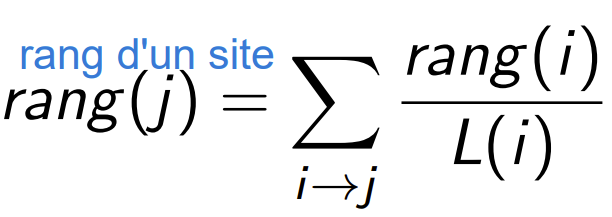 rang d'un site
rang(j) = ∑ rang(i)
L(i)
i→j